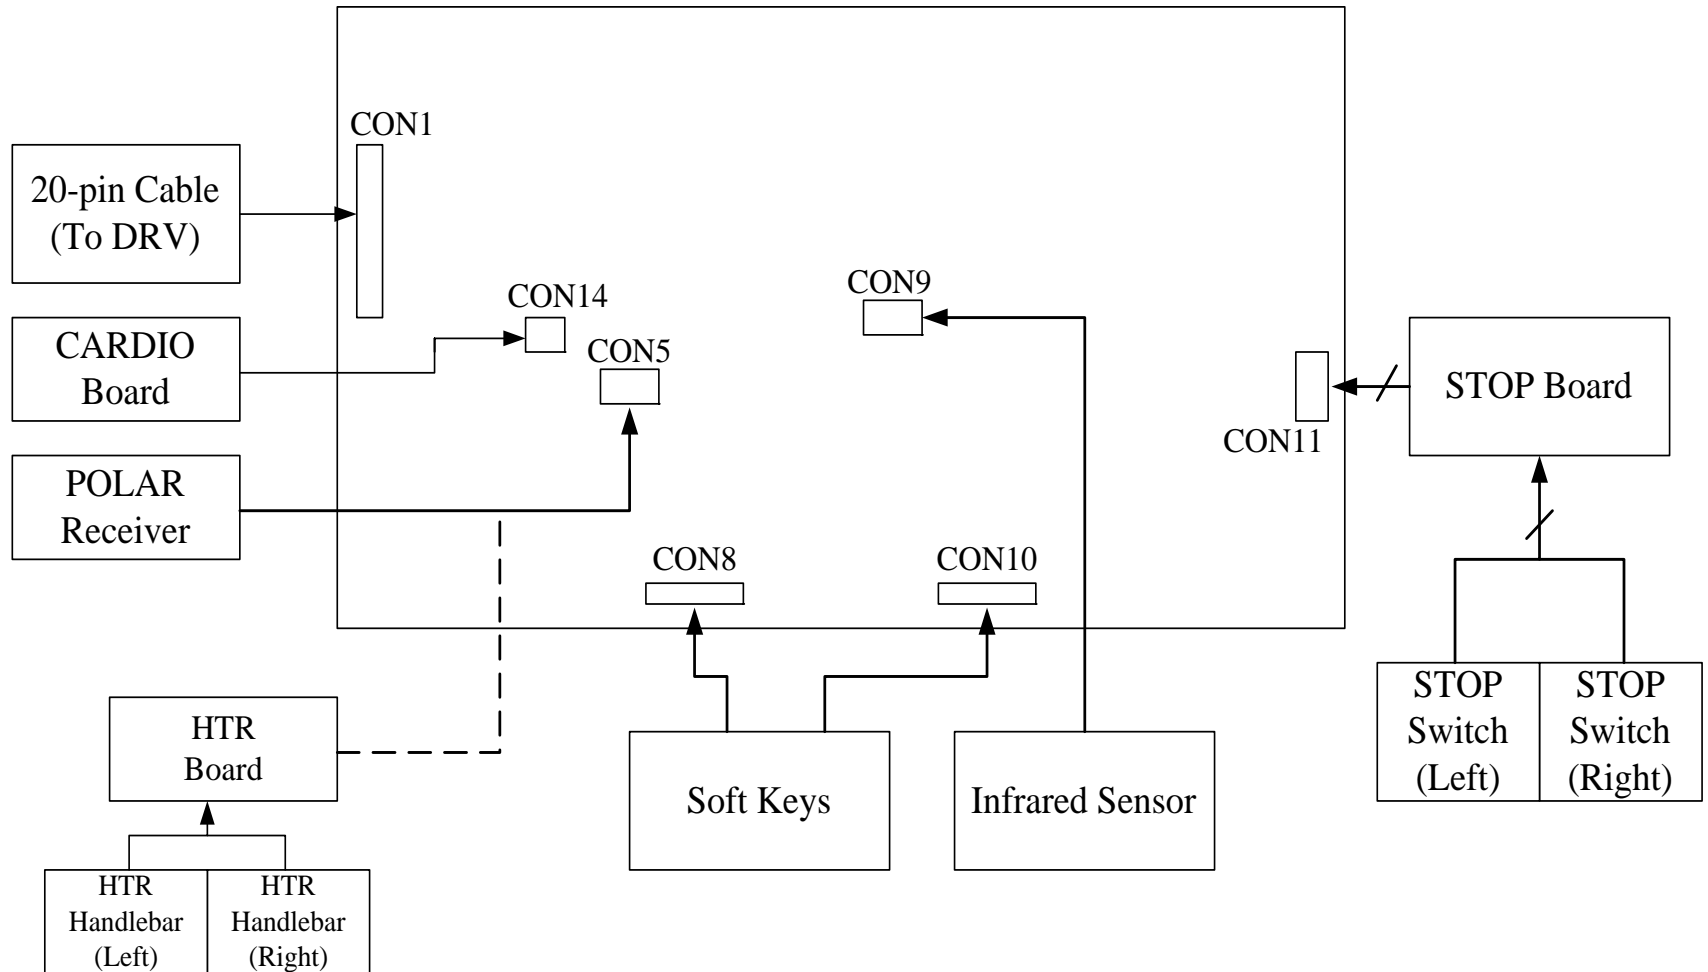 CON1
20-pin Cable
(To DRV)
CON14
CARDIO
Board
CON5
CON9
CON11
STOP Board
POLAR
Receiver
CON8
CON10
HTR
Board
HTR
Handlebar
(Left)
HTR
Handlebar
(Right)
Soft Keys
Infrared Sensor
STOP
Switch
(Left)
STOP
Switch
(Right)